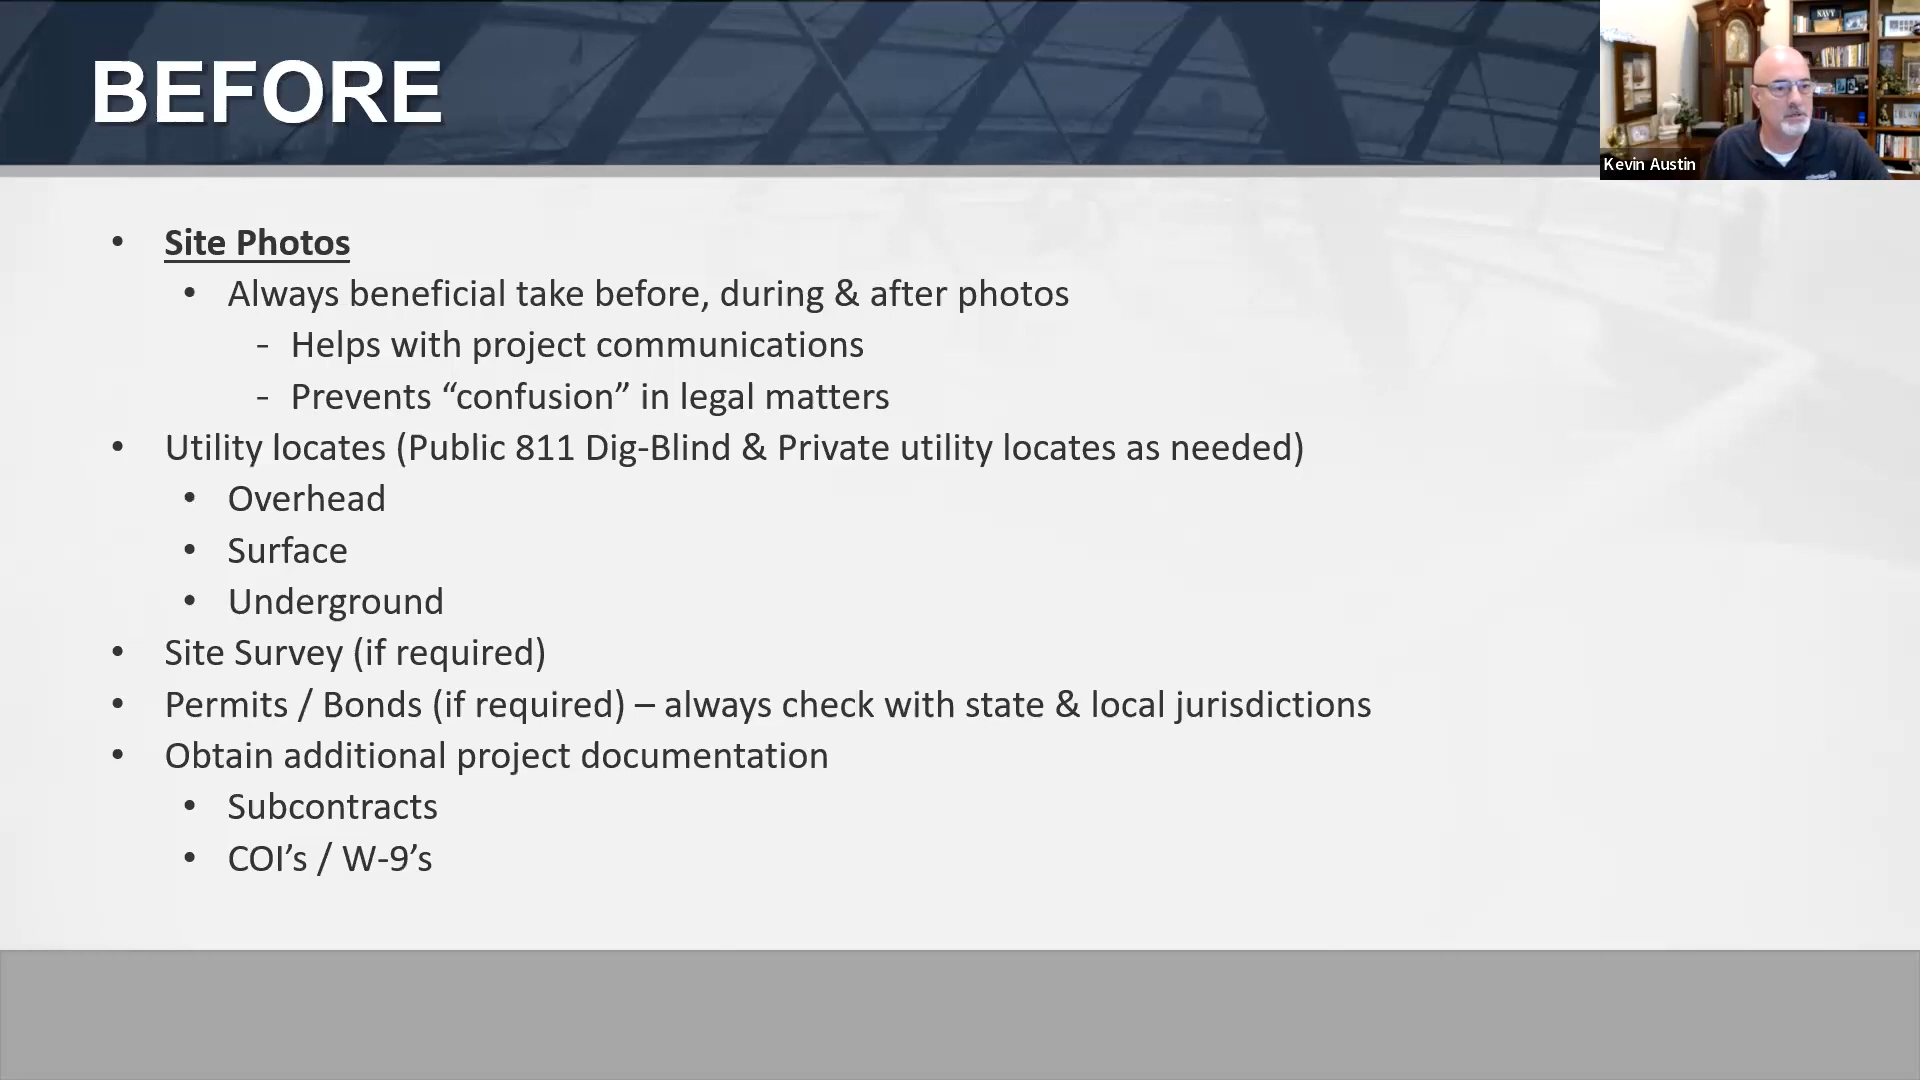 BEFORE
NAVY
Kevin Austin
• Site Photos
• Always beneficial take before, during & after photos
- Helps with project communications
- Prevents “confusion” in legal matters
• Utility locates (Public 811 Dig-Blind & Private utility locates as needed)
• Overhead
• Surface
• Underground
• Site Survey (if required)
• Permits / Bonds (if required) – always check with state & local jurisdictions
• Obtain additional project documentation
• Subcontracts
• COI’s / W-9’s